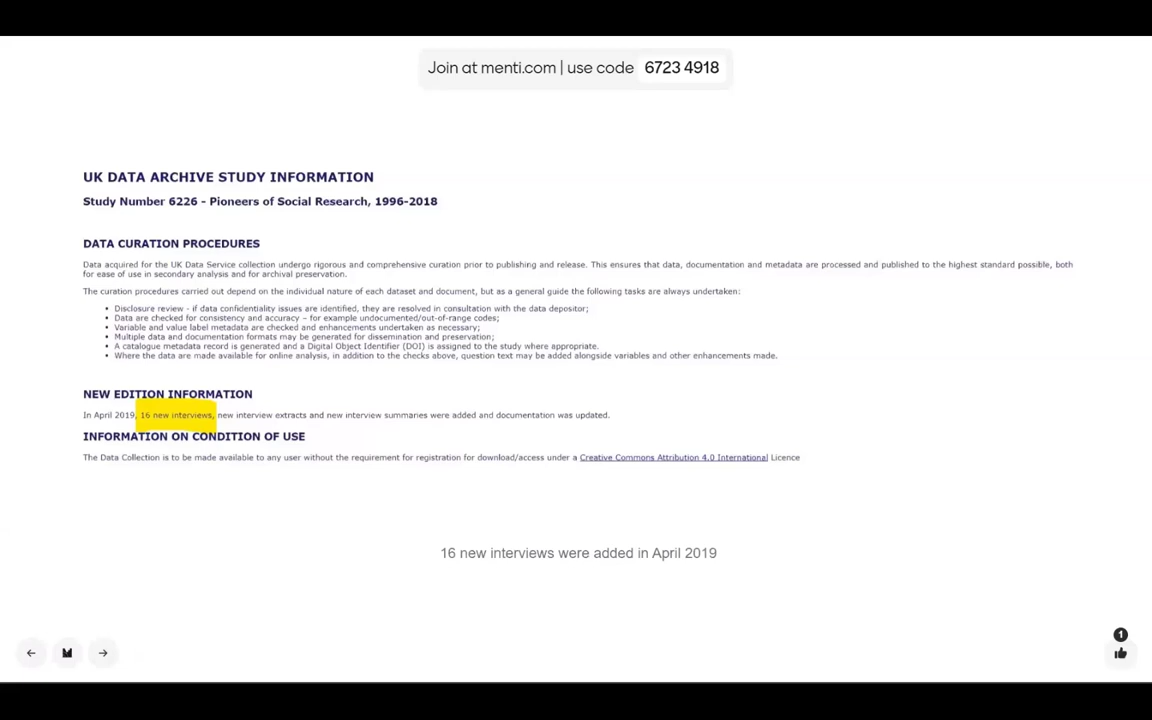 Join at menti.com | use code 6723 4918
UK DATA ARCHIVE STUDY INFORMATION
Study Number 6226 - Pioneers of Social Research, 1996-2018
DATA CURATION PROCEDURES
Data acquired for the UK Data Service collection undergo rigorous and comprehensive curation prior to publishing and release. This ensures that data, documentation and metadata are processed and published to the highest standard possible, both
for ease of use in secondary analysis and for archival preservation.
The curation procedures carried out depend on the individual nature of each dataset and document, but as a general guide the following tasks are always undertaken:
• Disclosure review - if data confidentiality issues are identified, they are resolved in consultation with the data depositor;
• Data are checked for consistency and accuracy – for example undocumented/out-of-range codes;
• Variable and value label metadata are checked and enhancements undertaken as necessary;
• Multiple data and documentation formats may be generated for dissemination and preservation;
• A catalogue metadata record is generated and a Digital Object Identifier (DOI) is assigned to the study where appropriate.
• Where the data are made available for online analysis, in addition to the checks above, question text may be added alongside variables and other enhancements made.
NEW EDITION INFORMATION
In April 2019, 16 new interviews, new interview extracts and new interview summaries were added and documentation was updated.
INFORMATION ON CONDITION OF USE
The Data Collection is to be made available to any user without the requirement for registration for download/access under a Creative Commons Attribution 4.0 International Licence
16 new interviews were added in April 2019
1